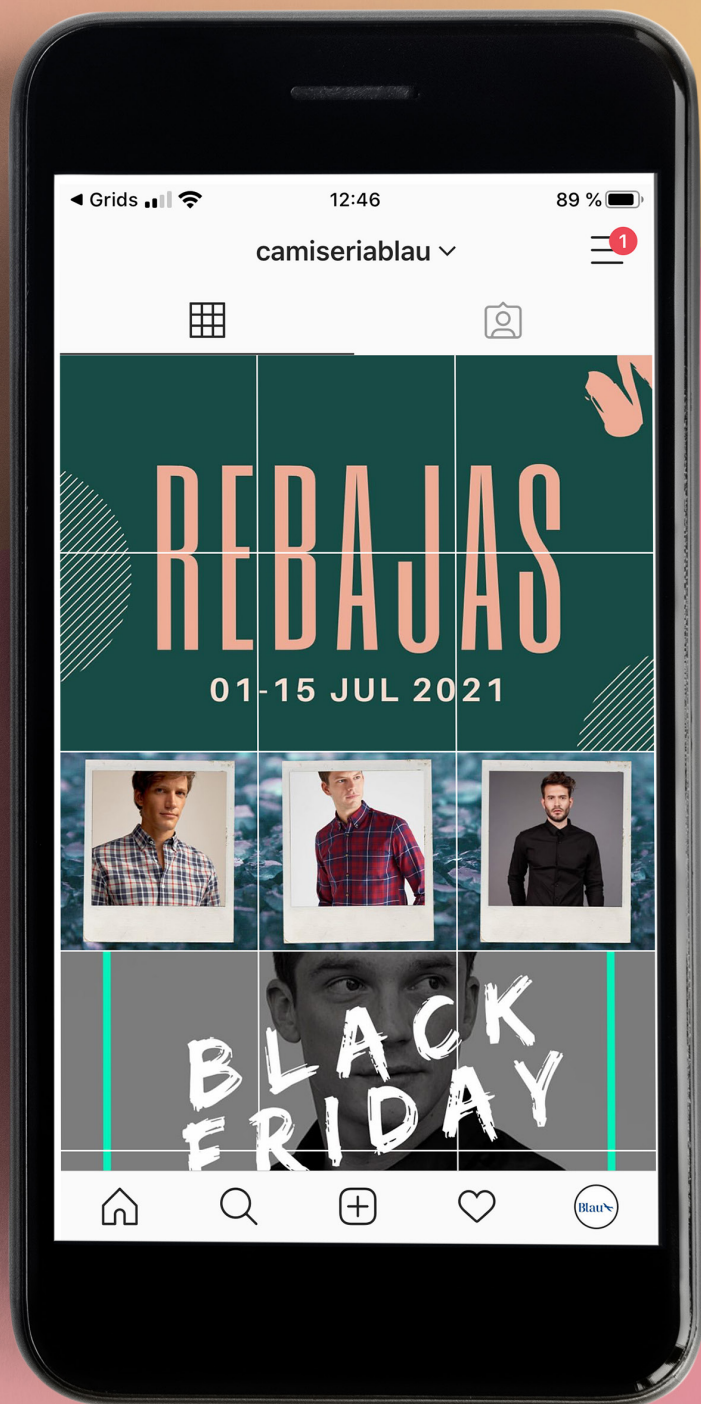 ◀ Grids 12:46 89 %
camiseriablau
1
REBAJAS
01-15 JUL 2021
BLACK
FRIDAY
Blau